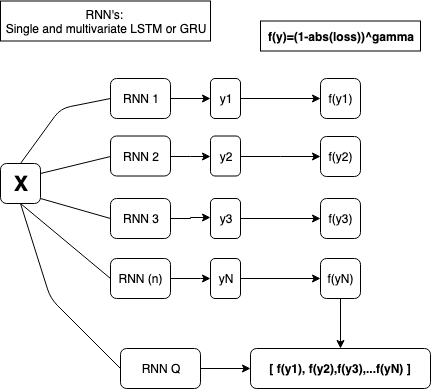 RNN's:
Single and multivariate LSTM or GRU
f(y)=(1-abs(loss))^gamma
RNN 1
y1
f(y1)
RNN 2
y2
f(y2)
X
RNN 3
y3
f(y3)
RNN (n)
yN
f(yN)
RNN Q
[ f(y1), f(y2),f(y3),...f(yN) ]